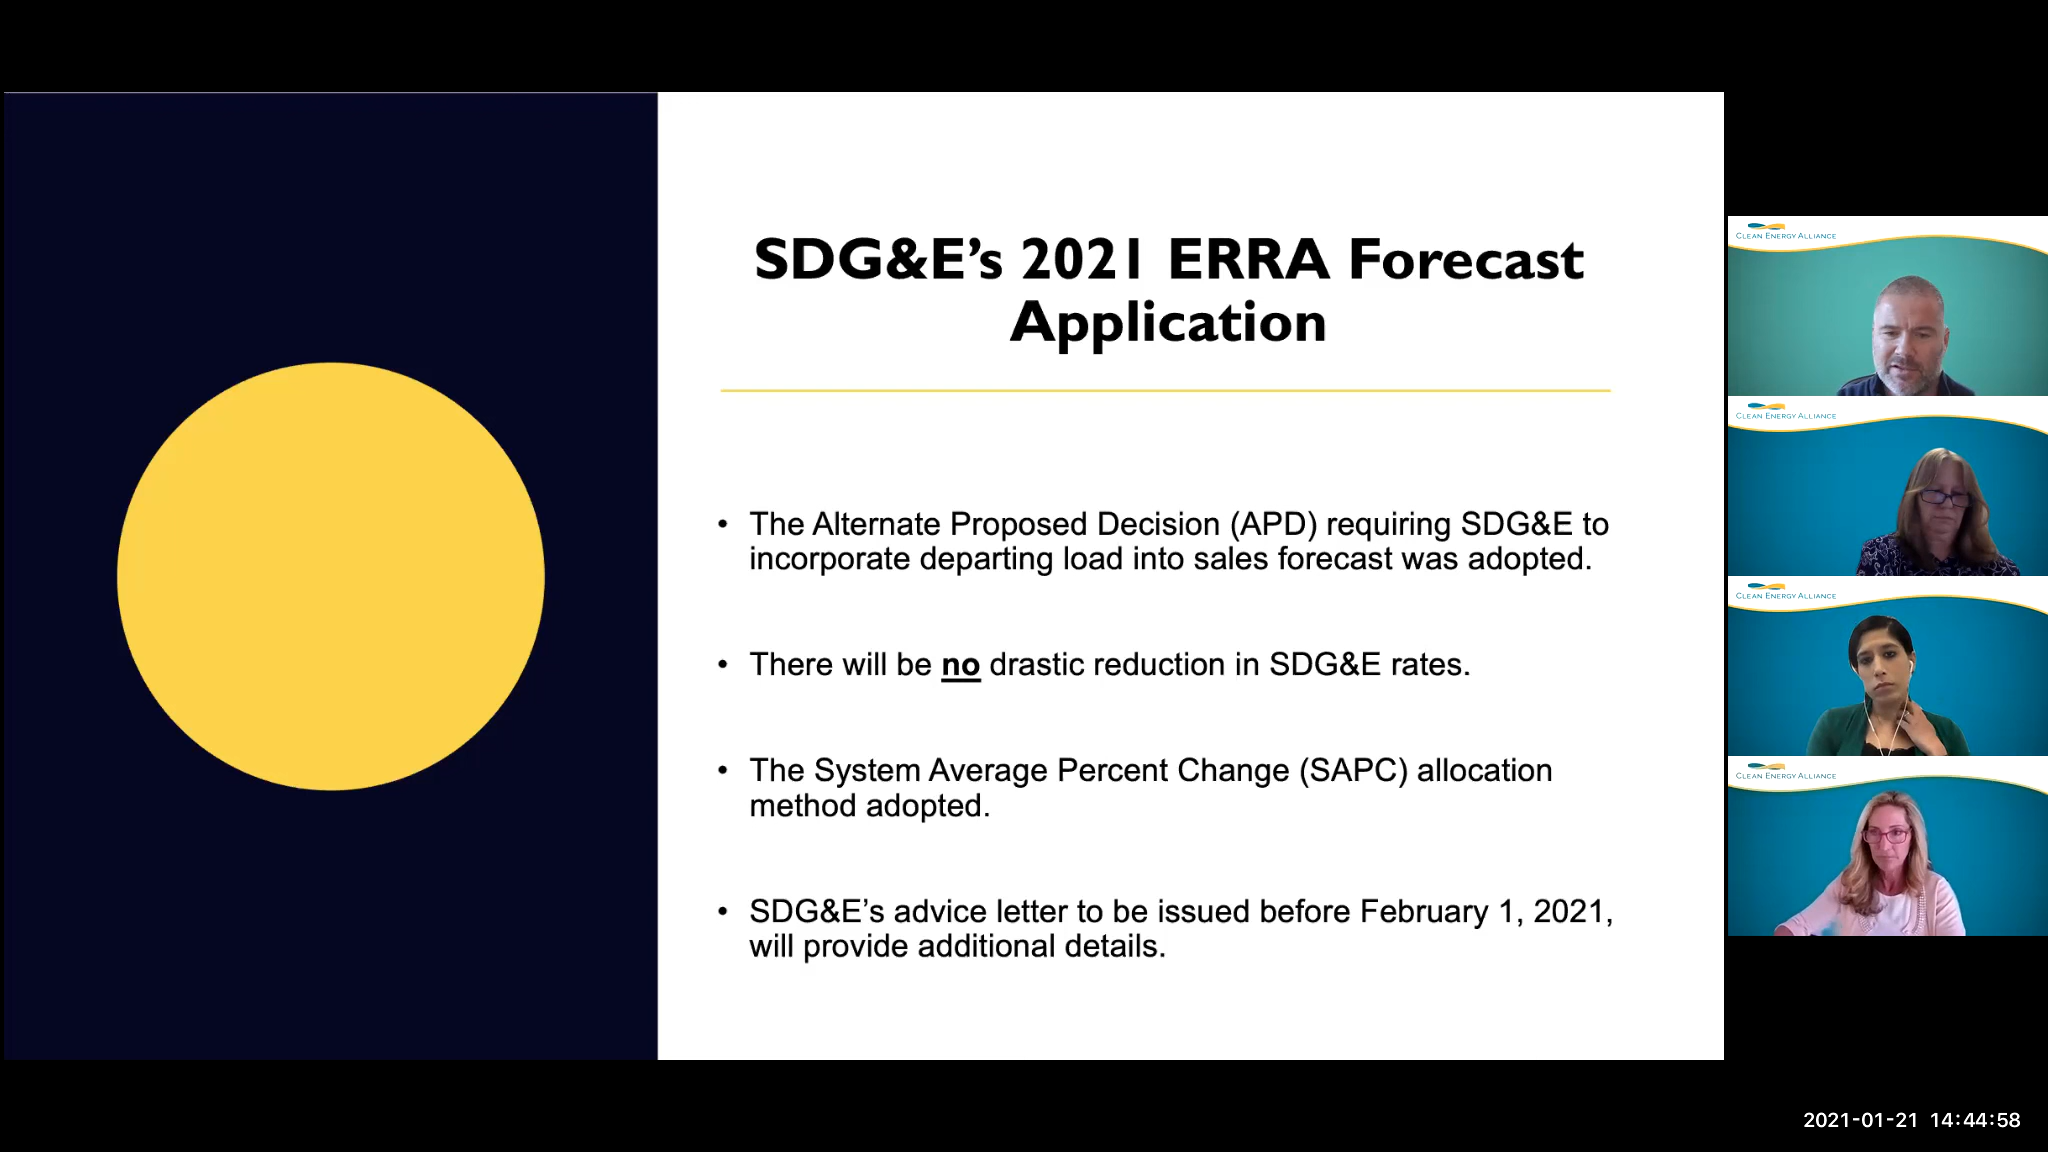 SDG&E’s 2021 ERRA Forecast
Application
• The Alternate Proposed Decision (APD) requiring SDG&E to
incorporate departing load into sales forecast was adopted.
• There will be no drastic reduction in SDG&E rates.
• The System Average Percent Change (SAPC) allocation
method adopted.
• SDG&E’s advice letter to be issued before February 1, 2021,
will provide additional details.
CLEAN ENERGY ALLIANCE
CLEAN ENERGY ALLIANCE
CLEAN ENERGY ALLIANCE
CLEAN ENERGY ALLIANCE
2021-01-21 14:44:58